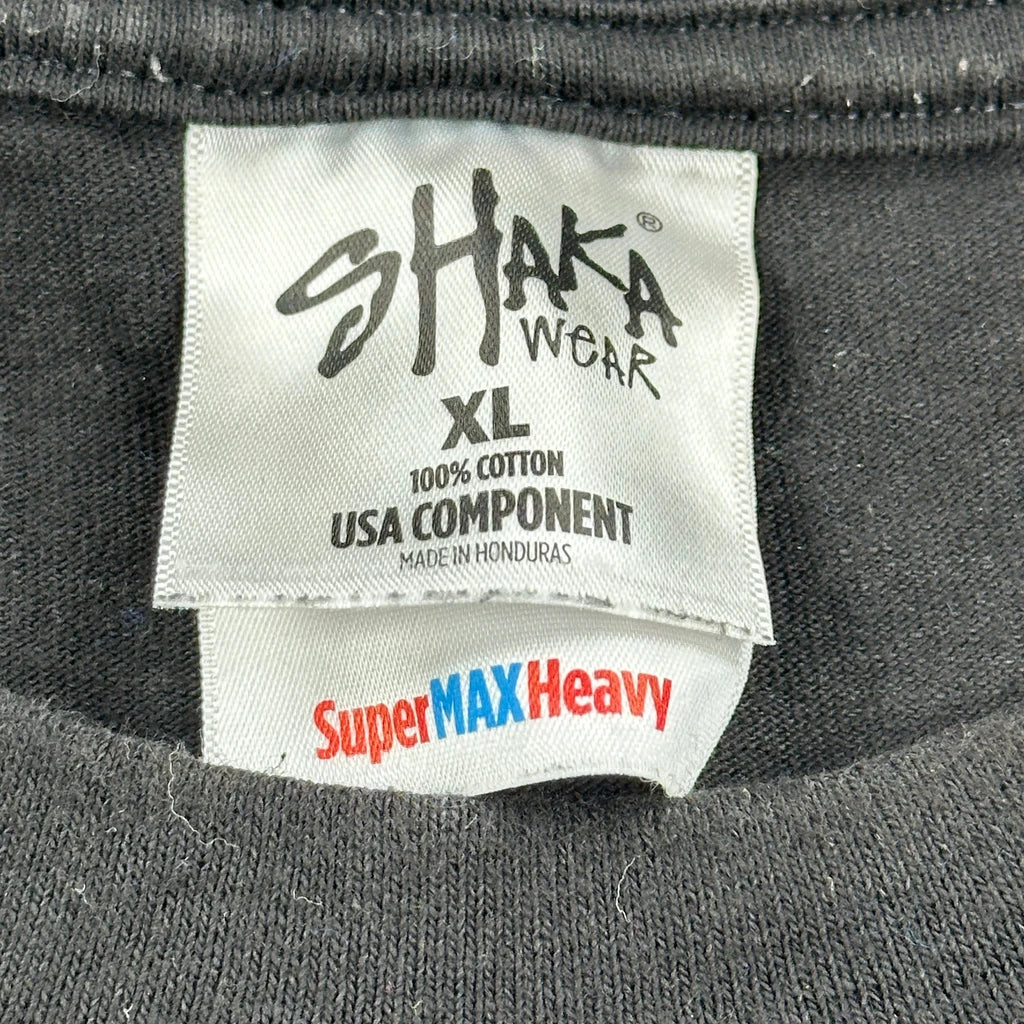 SHAKA®
WEAR
XL
100% COTTON
USA COMPONENT
MADE IN HONDURAS
SuperMAXHeavy